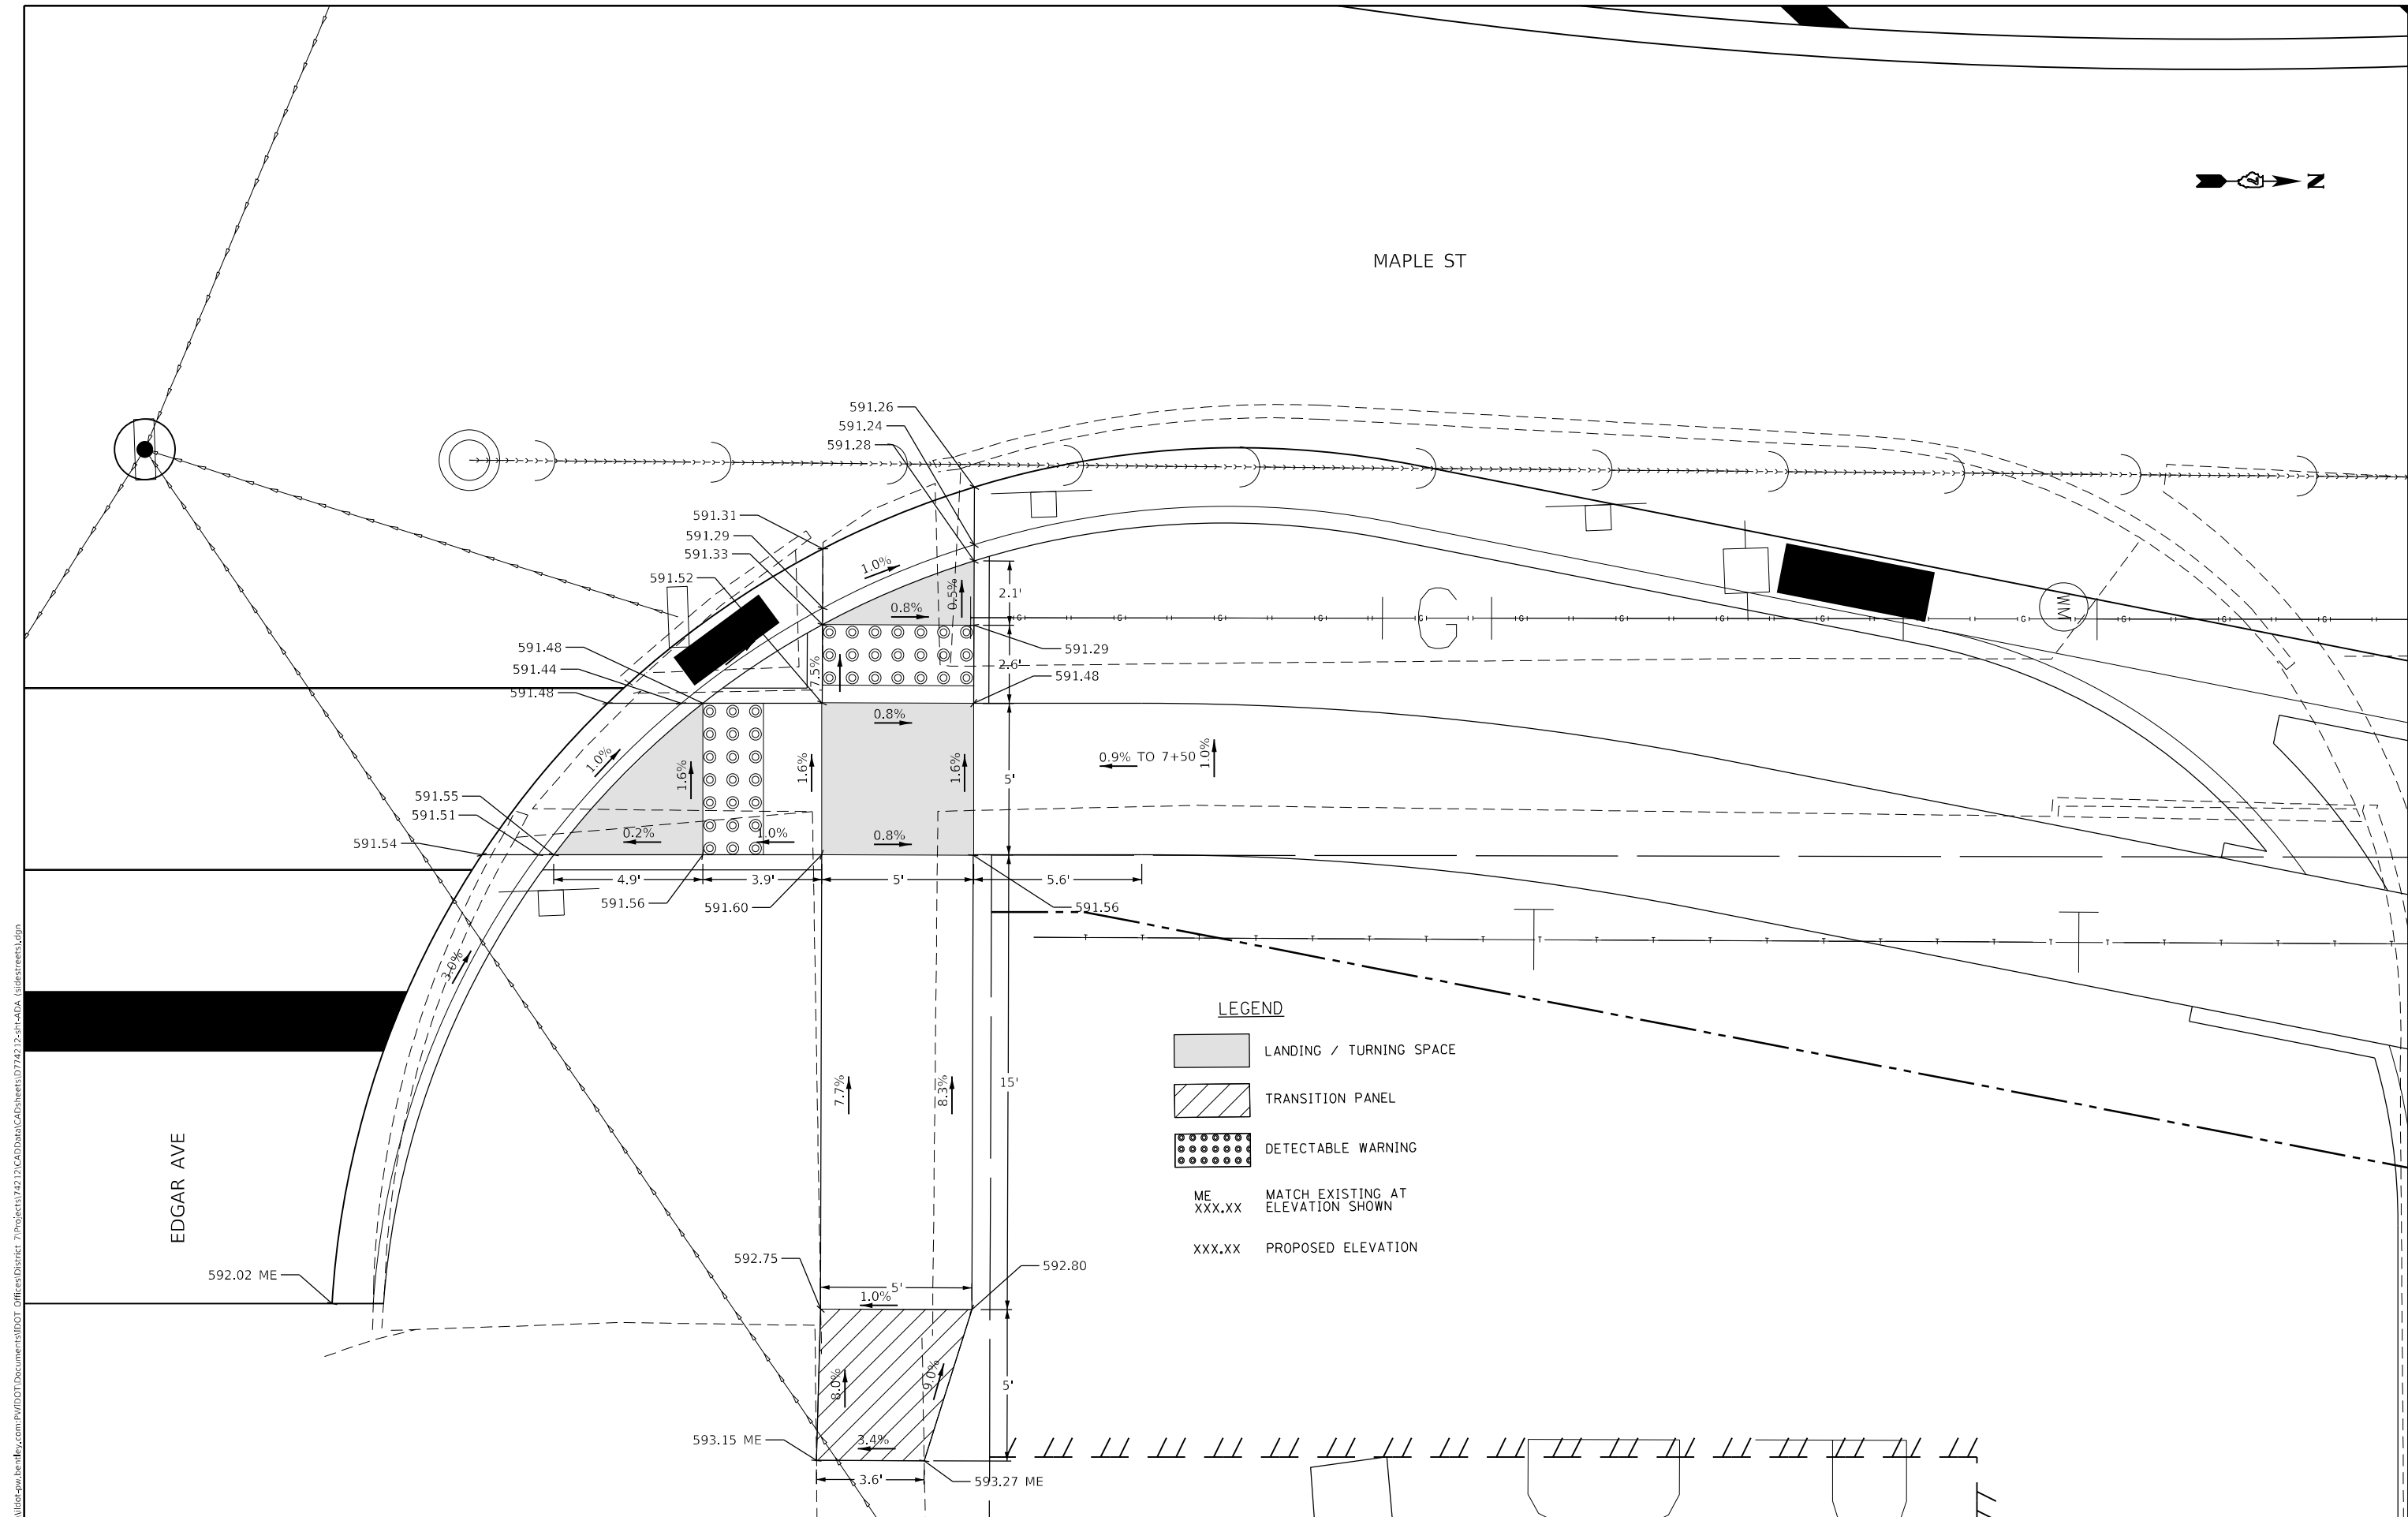 N
MAPLE ST
591.26
591.24
591.28
591.31
591.29
591.33
591.52
1.0%
0.8%
0.5%
2.1'
G G G G G G G G G G
WM
591.29
2.6'
7.5%
591.48
591.44
591.48
591.48
0.8%
1.0%
1.6%
1.6%
1.6%
0.9% TO 7+50
1.0%
5'
591.55
591.51
591.54
0.2%
1.0%
0.8%
4.9'
3.9'
5'
5.6'
591.56
591.60
591.56
3.0%
T T T T T T T T T T T T T T T T T T T T T T
LEGEND
LANDING / TURNING SPACE
TRANSITION PANEL
DETECTABLE WARNING
ME
XXX.XX
MATCH EXISTING AT
ELEVATION SHOWN
XXX.XX PROPOSED ELEVATION
7.7%
8.3%
15'
EDGAR AVE
592.02 ME
592.75
592.80
5'
1.0%
8.0%
9.0%
5'
3.4%
593.15 ME
3.6'
593.27 ME